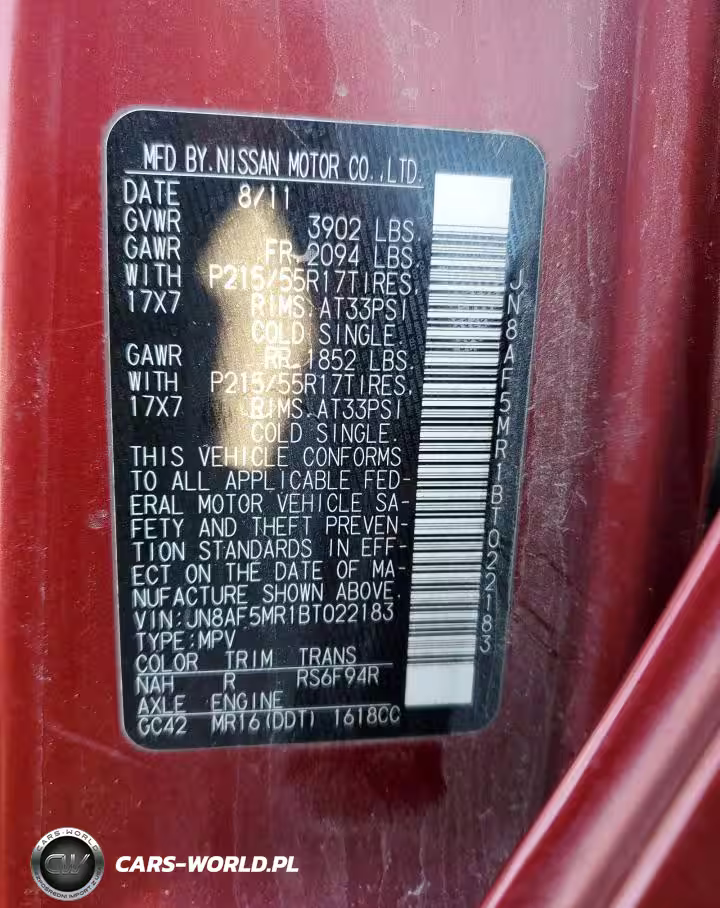 MFD BY.NISSAN MOTOR CO.,LTD.
DATE 8/11
GVWR 3902 LBS.
GAWR FR.2094 LBS.
WITH P215/55R17TIRES,
17X7 RIMS.AT33PSI
COLD SINGLE.
GAWR RR.1852 LBS.
WITH P215/55R17TIRES,
17X7 RIMS.AT33PSI
COLD SINGLE.
THIS VEHICLE CONFORMS
TO ALL APPLICABLE FED-
ERAL MOTOR VEHICLE SA-
FETY AND THEFT PREVEN-
TION STANDARDS IN EFF-
ECT ON THE DATE OF MA-
NUFACTURE SHOWN ABOVE.
VIN:JN8AF5MR1BT022183
TYPE:MPV
COLOR TRIM TRANS
NAH R RS6F94R
AXLE ENGINE
GC42 MR16(DDT) 1618CC
JN8AF5MR1BT022183
CARS-WORLD
CW
CARS-WORLD.PL